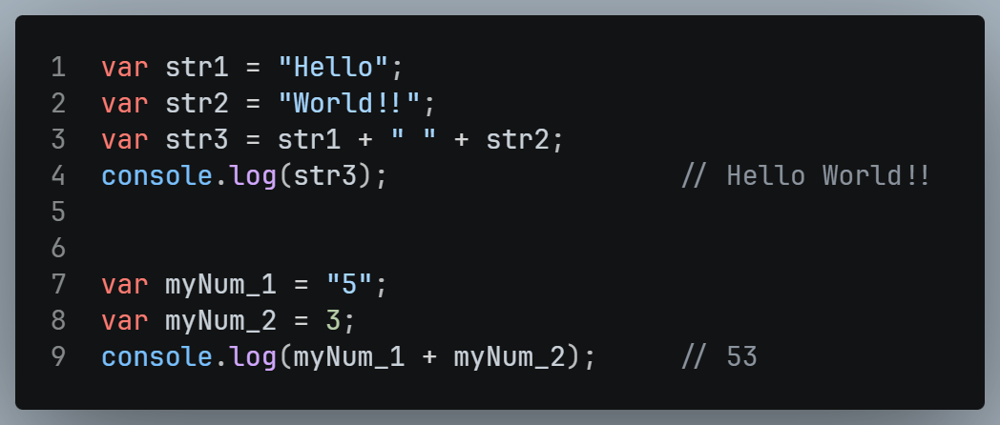 1 var str1 = "Hello";
2 var str2 = "World!!";
3 var str3 = str1 + " " + str2;
4 console.log(str3); // Hello World!!
5
6
7 var myNum_1 = "5";
8 var myNum_2 = 3;
9 console.log(myNum_1 + myNum_2); // 53